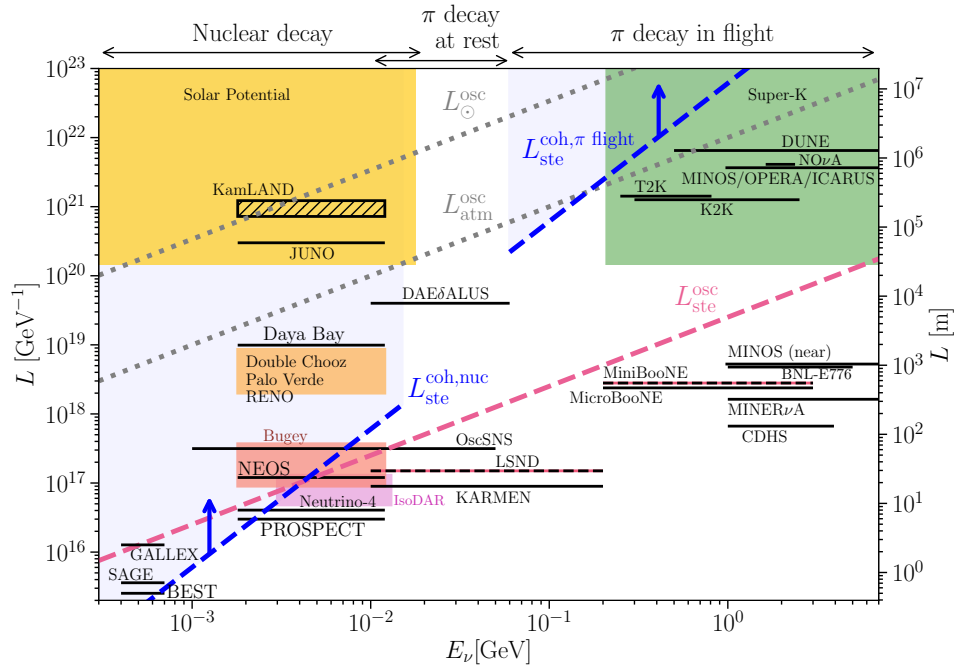 Nuclear decay
π decay
at rest
π decay in flight
10^23
10^22
10^21
10^20
10^19
10^18
10^17
10^16
L [GeV^−1]
10^7
10^6
10^5
10^4
10^3
10^2
10^1
10^0
L [m]
Solar Potential
L_⊙^osc
L_ste^coh,π flight
Super-K
DUNE
NOνA
MINOS/OPERA/ICARUS
KamLAND
L_atm^osc
T2K
K2K
JUNO
DAEδALUS
L_ste^osc
Daya Bay
Double Chooz
Palo Verde
RENO
L_ste^coh,nuc
MINOS (near)
MiniBooNE
BNL-E776
MicroBooNE
MINERνA
CDHS
Bugey
OscSNS
NEOS
LSND
Neutrino-4
IsoDAR
KARMEN
PROSPECT
GALLEX
SAGE
BEST
10^−3
10^−2
10^−1
10^0
E_ν[GeV]